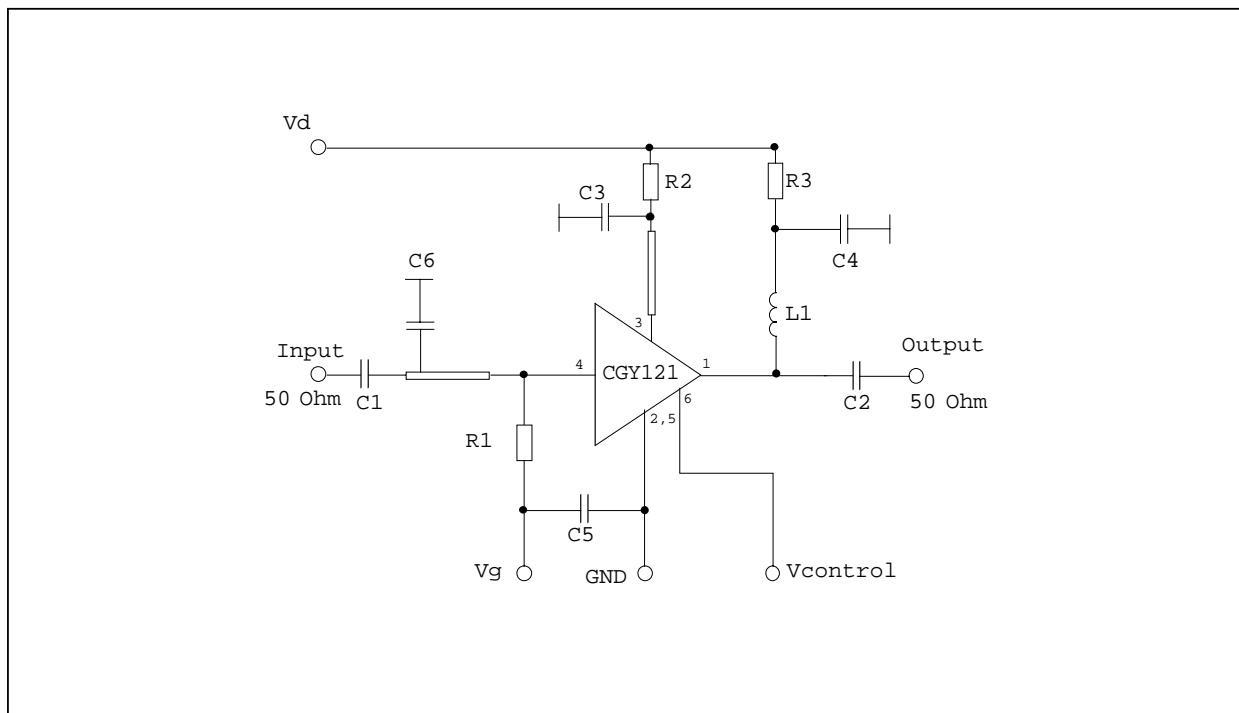 Vd
R2
R3
C3
C4
C6
3
L1
Input
4
CGY121
1
Output
50 Ohm
C1
6
C2
50 Ohm
2,5
R1
C5
Vg
GND
Vcontrol